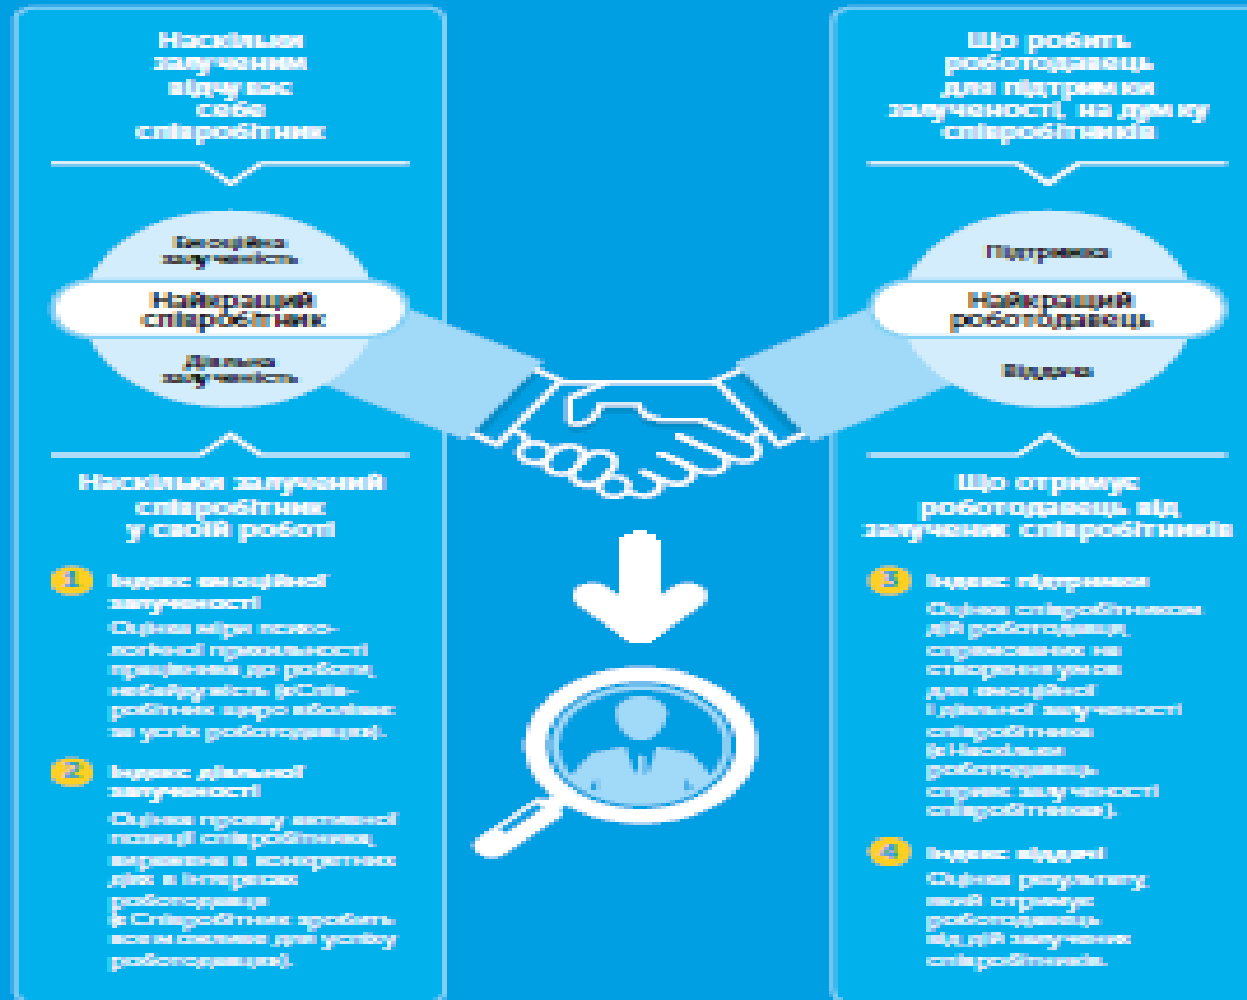 Наскільки
залученим
відчуває
себе
співробітник
Емоційна
залученість
Найкращий
співробітник
Діяльна
залученість
Наскільки залучений
співробітник
у своїй роботі
1 Індекс емоційної
залученості
Оцінка міри психо-
логічної прихильності
працівника до роботи,
небайдужість («Спів-
робітник щиро вболіває
за успіх роботодавця»).
2 Індекс діяльної
залученості
Оцінка прояву активної
позиції співробітника,
виражена в конкретних
діях в інтересах
роботодавця
(«Співробітник зробить
все можливе для успіху
роботодавця»).
Що робить
роботодавець
для підтримки
залученості, на думку
співробітників
Підтримка
Найкращий
роботодавець
Віддача
Що отримує
роботодавець від
залучених співробітників
3 Індекс підтримки
Оцінка співробітником
дій роботодавця,
спрямованих на
створення умов
для емоційної
і діяльної залученості
співробітника
(«Наскільки
роботодавець
сприяє залученості
співробітників»).
4 Індекс віддачі
Оцінка результату,
який отримує
роботодавець
від дій залучених
співробітників.